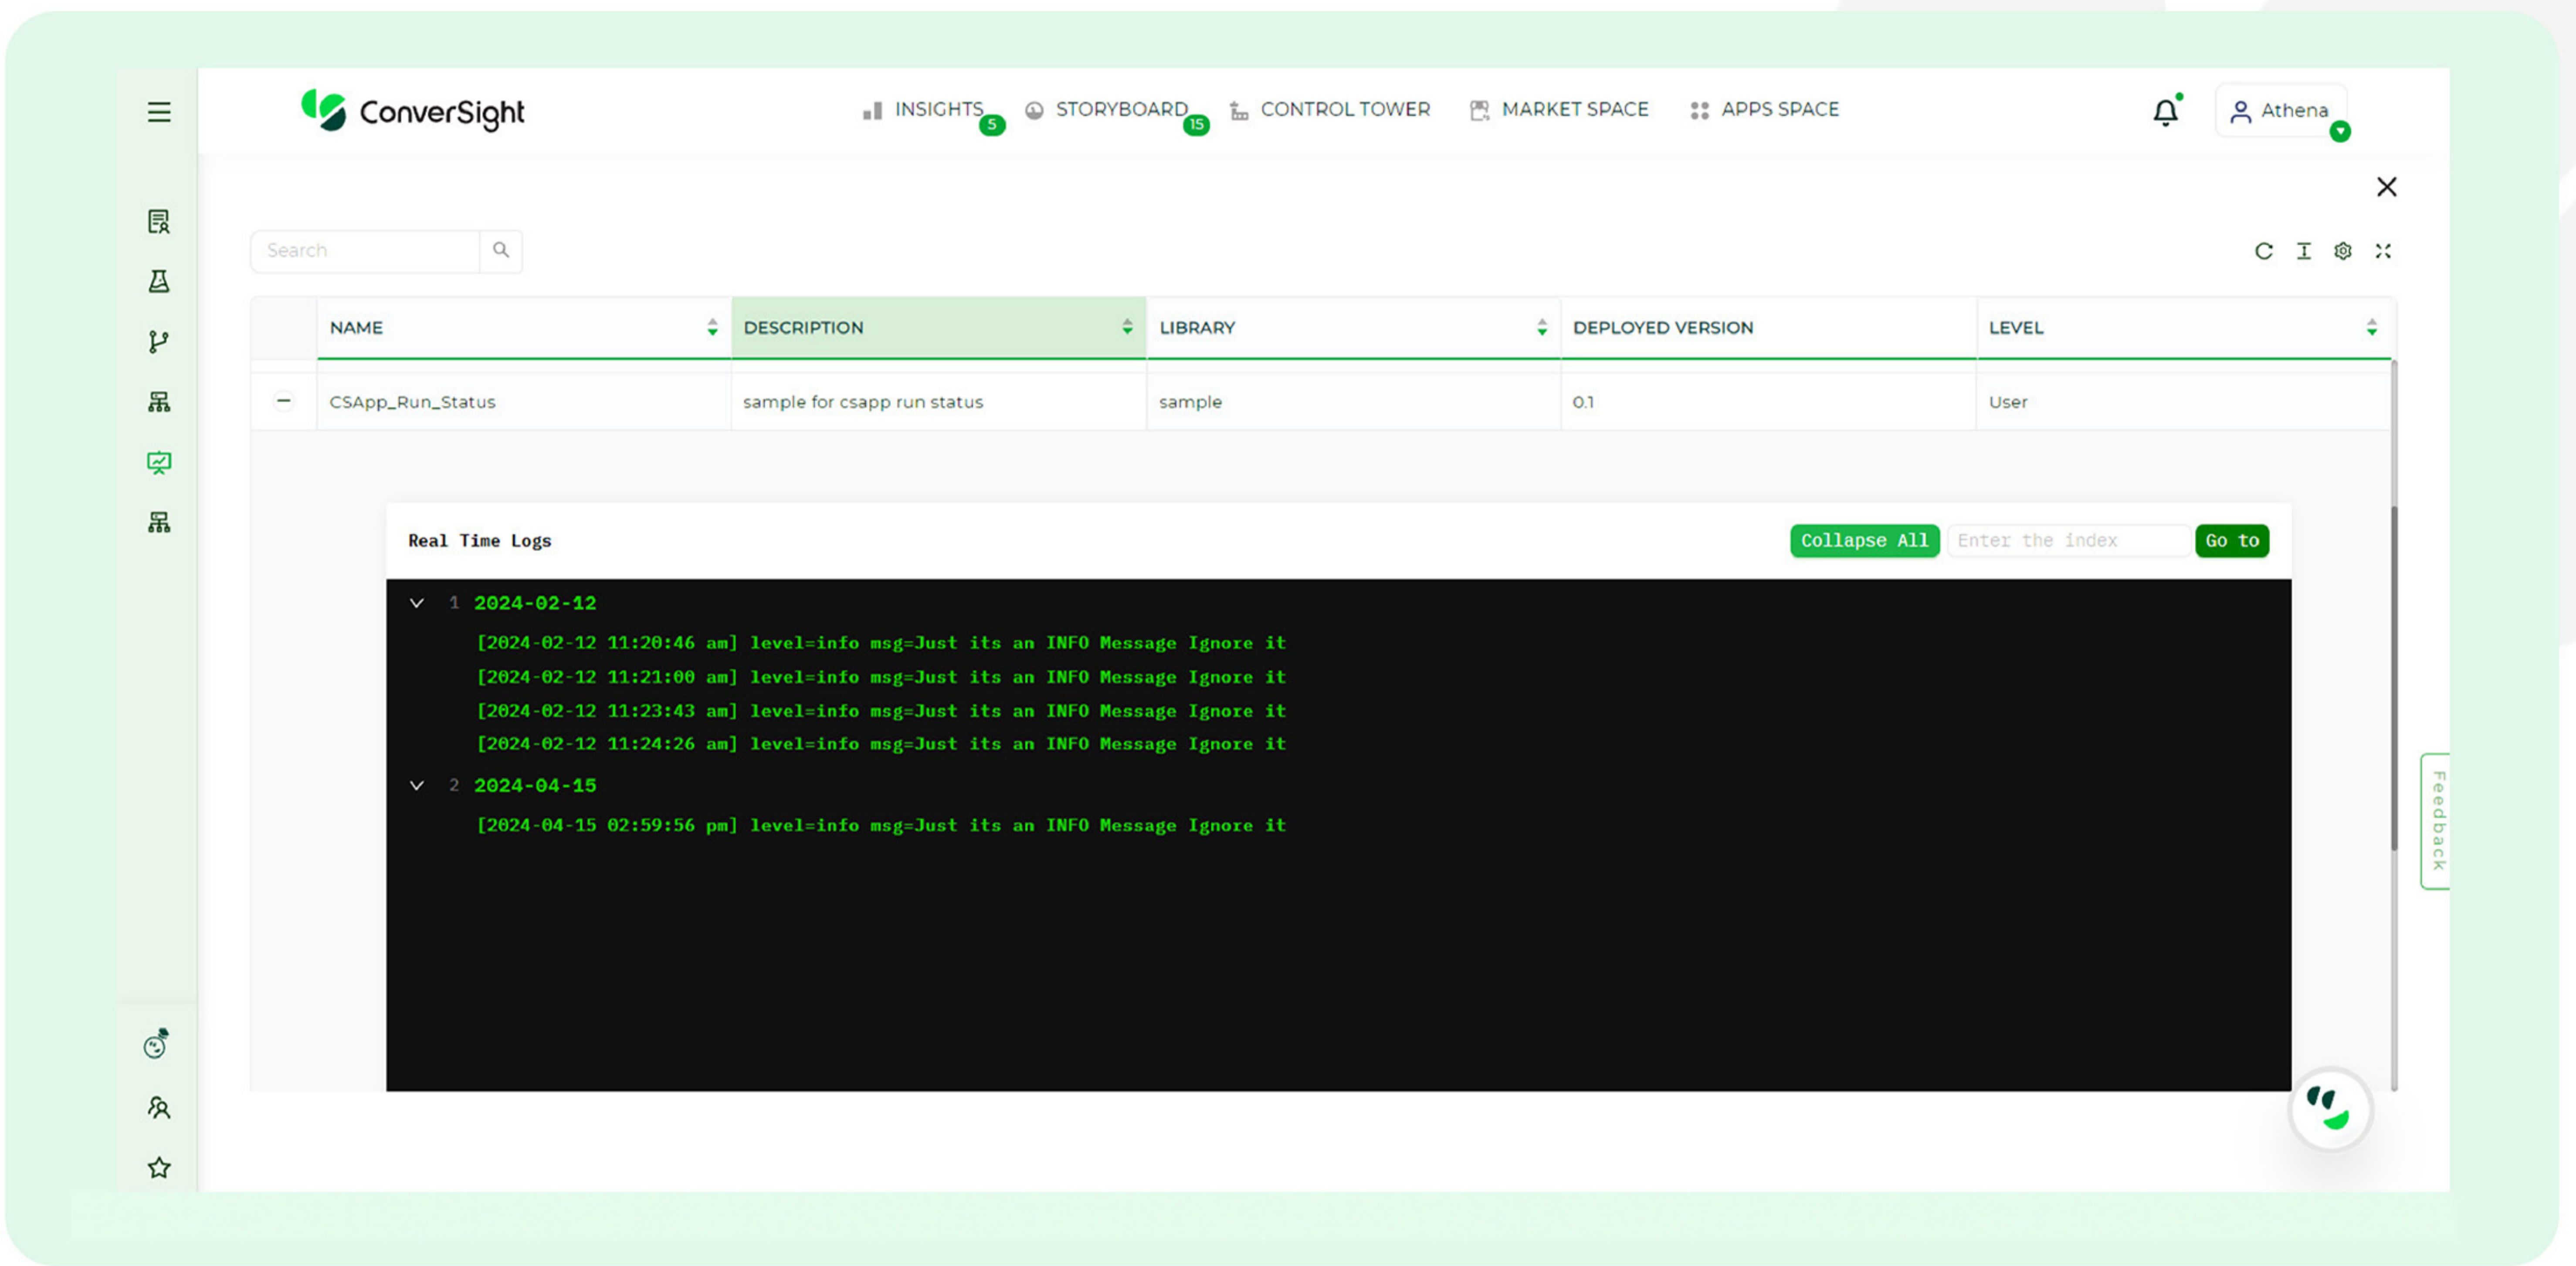 ConverSight
INSIGHTS 5
STORYBOARD 15
CONTROL TOWER
MARKET SPACE
APPS SPACE
Athena
Search
NAME DESCRIPTION LIBRARY DEPLOYED VERSION LEVEL
CSApp_Run_Status sample for csapp run status sample 0.1 User
Real Time Logs
Collapse All
Enter the index
Go to
1 2024-02-12
[2024-02-12 11:20:46 am] level=info msg=Just its an INFO Message Ignore it
[2024-02-12 11:21:00 am] level=info msg=Just its an INFO Message Ignore it
[2024-02-12 11:23:43 am] level=info msg=Just its an INFO Message Ignore it
[2024-02-12 11:24:26 am] level=info msg=Just its an INFO Message Ignore it
2 2024-04-15
[2024-04-15 02:59:56 pm] level=info msg=Just its an INFO Message Ignore it
Feedback